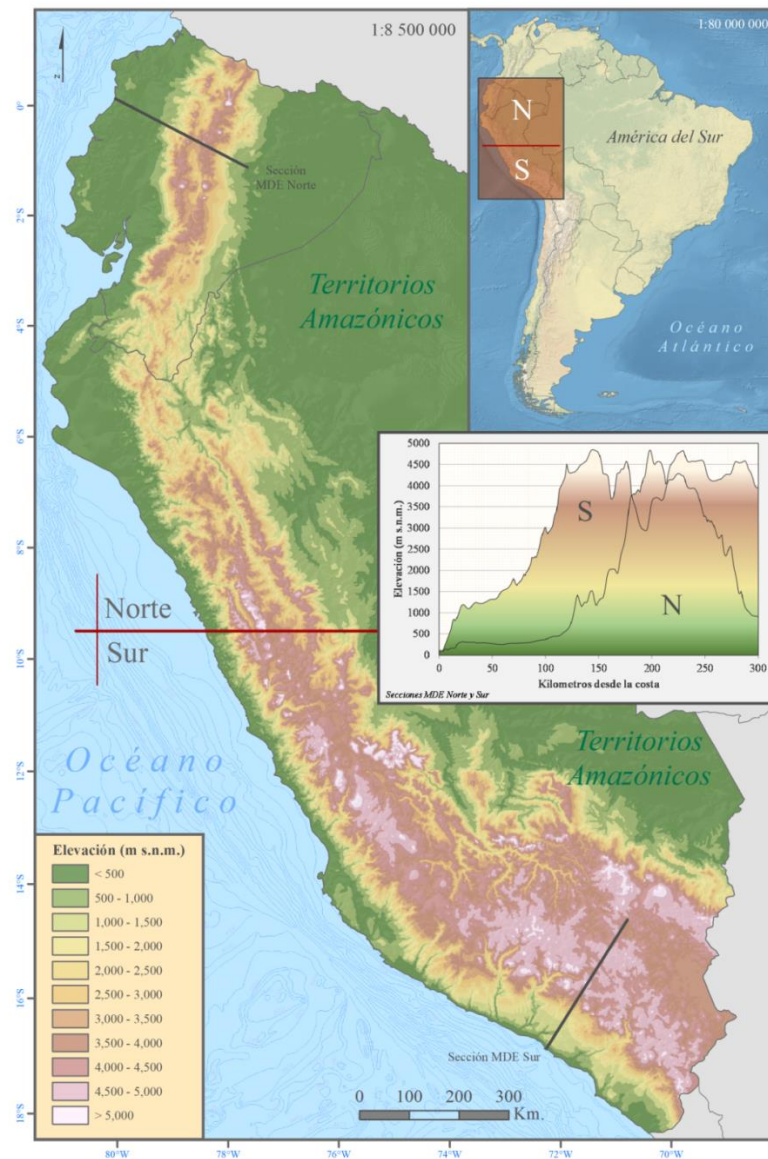 1:8 500 000
1:80 000 000
N
S
América del Sur
Océano
Atlántico
z
0°
2°S
4°S
6°S
8°S
10°S
12°S
14°S
16°S
18°S
Sección
MDE Norte
Territorios
Amazónicos
Norte
Sur
Océano
Pacífico
Elevación (m s.n.m.)
5000
4500
4000
3500
3000
2500
2000
1500
1000
500
0
S
N
0 50 100 150 200 250 300
Kilometros desde la costa
Secciones MDE Norte y Sur
Territorios
Amazónicos
Elevación (m s.n.m.)
< 500
500 - 1,000
1,000 - 1,500
1,500 - 2,000
2,000 - 2,500
2,500 - 3,000
3,000 - 3,500
3,500 - 4,000
4,000 - 4,500
4,500 - 5,000
> 5,000
Sección MDE Sur
0 100 200 300
Km.
80°W 78°W 76°W 74°W 72°W 70°W